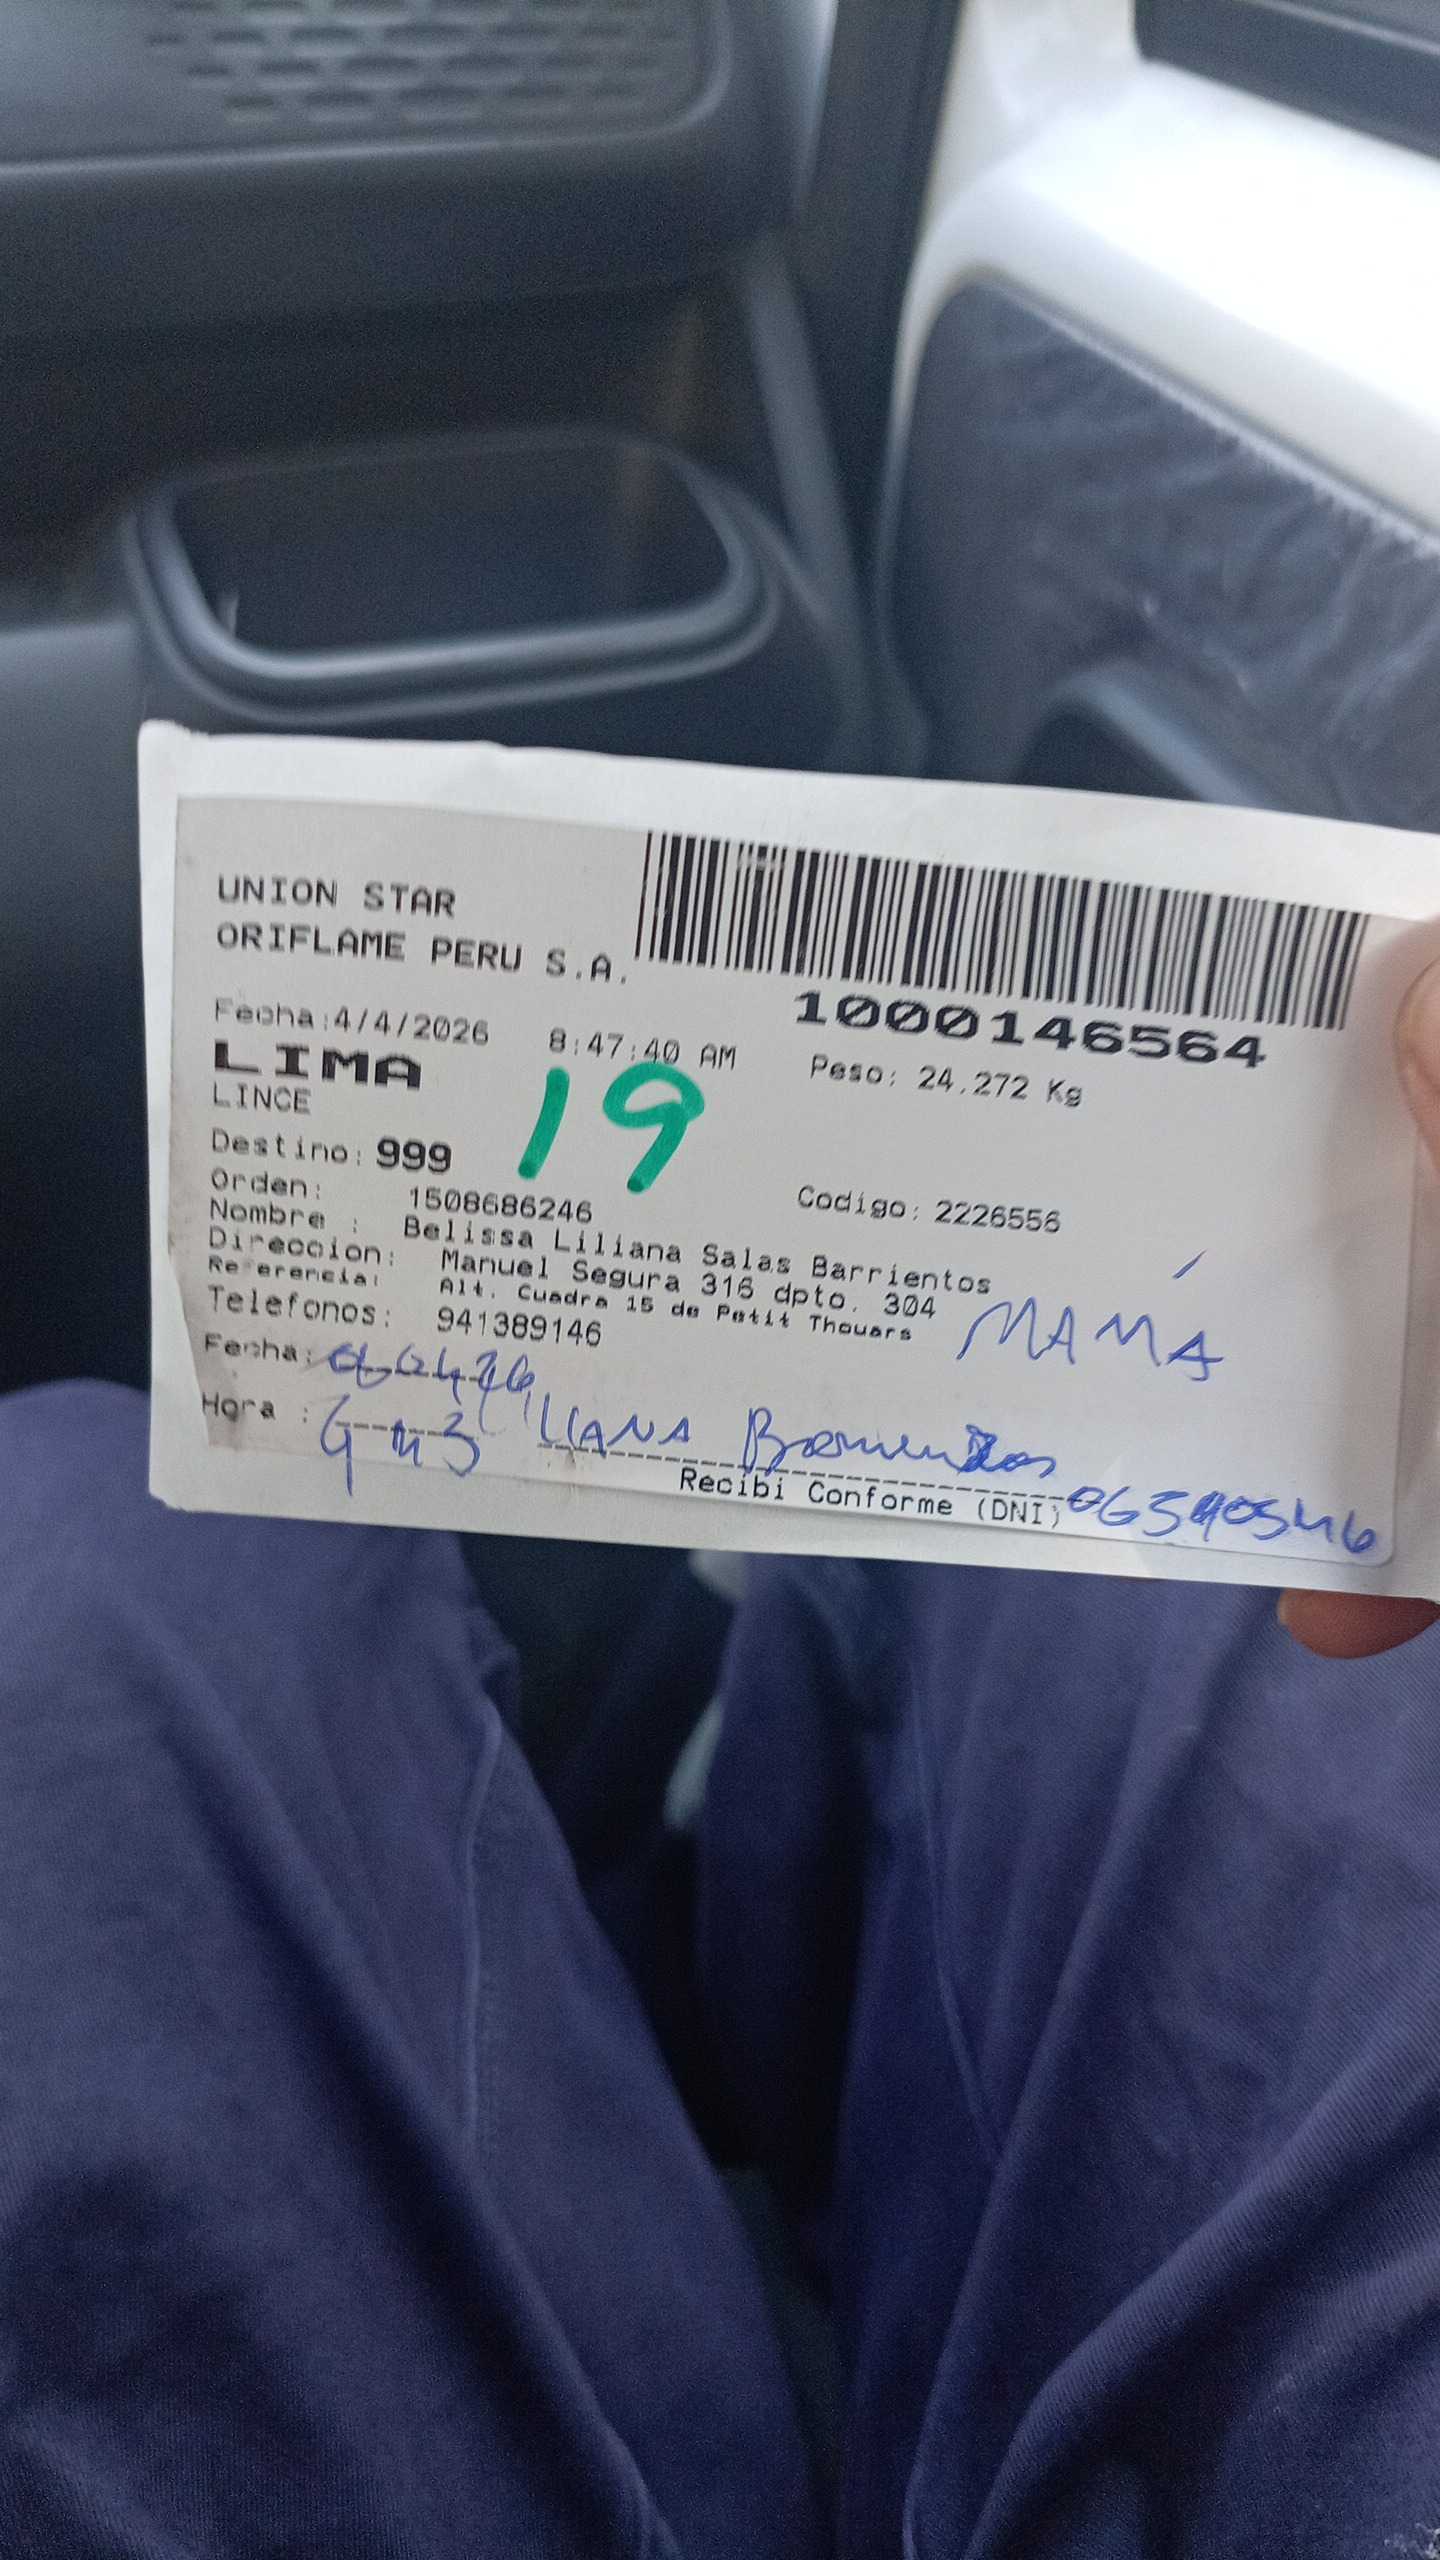 UNION STAR
ORIFLAME PERU S.A.
1000146564
Fecha:4/4/2026 8:47:40 AM
Peso: 24.272 Kg
LIMA
LINCE
19
Destino: 999
Orden: 1508686246 Codigo: 2226556
Nombre : Belissa Liliana Salas Barrientos
Direccion: Manuel Segura 316 dpto. 304
Referencia: Alt. Cuadra 15 de Petit Thouars
MAMÁ
Telefonos: 941389146
Fecha:
Hora :
Recibi Conforme (DNI)